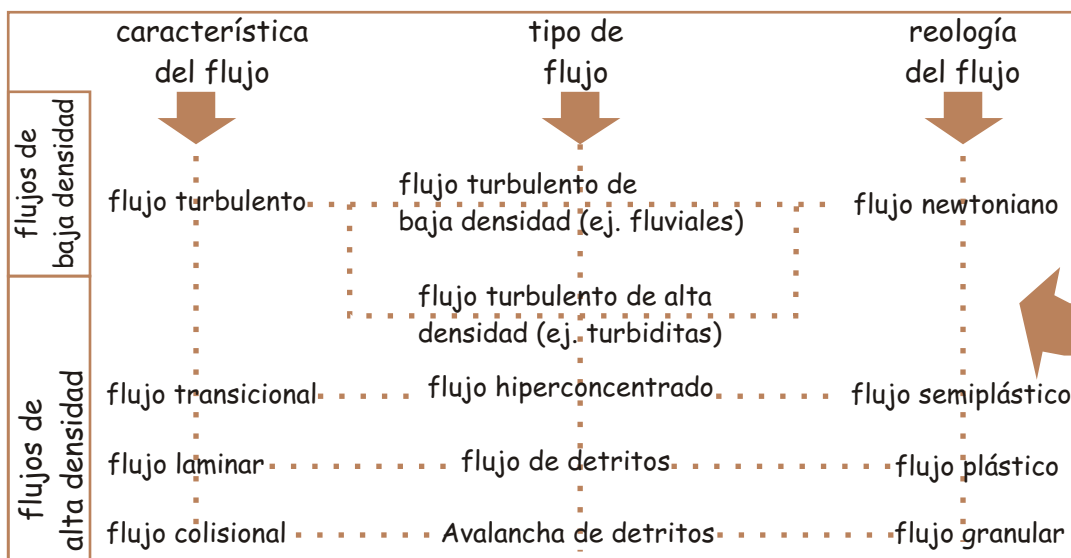 característica
del flujo
tipo de
flujo
reología
del flujo
flujos de
baja densidad
flujo turbulento
flujo turbulento de
baja densidad (ej. fluviales)
flujo newtoniano
flujo turbulento de alta
densidad (ej. turbiditas)
flujos de
alta densidad
flujo transicional
flujo hiperconcentrado
flujo semiplástico
flujo laminar
flujo de detritos
flujo plástico
flujo colisional
Avalancha de detritos
flujo granular